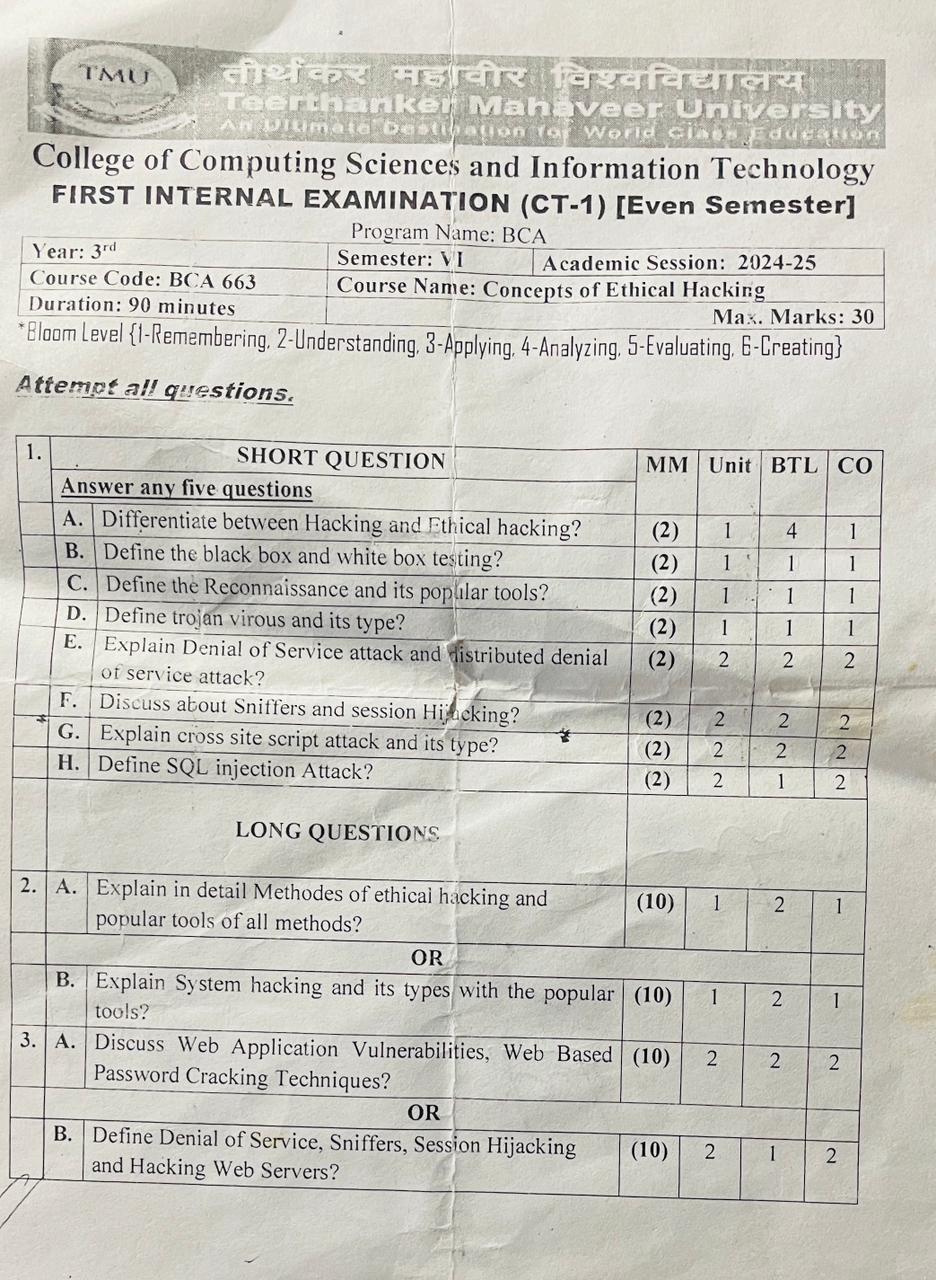 TMU
तीर्थंकर महावीर विश्वविद्यालय
Teerthanker Mahaveer University
An Ultimate Destination for World Class Education
College of Computing Sciences and Information Technology
FIRST INTERNAL EXAMINATION (CT-1) [Even Semester]
Program Name: BCA
Year: 3rd Semester: VI Academic Session: 2024-25
Course Code: BCA 663 Course Name: Concepts of Ethical Hacking
Duration: 90 minutes Max. Marks: 30
*Bloom Level {1-Remembering, 2-Understanding, 3-Applying, 4-Analyzing, 5-Evaluating, 6-Creating}
Attempt all questions.
1. SHORT QUESTION MM Unit BTL CO
Answer any five questions
A. Differentiate between Hacking and Ethical hacking? (2) 1 4 1
B. Define the black box and white box testing? (2) 1 1 1
C. Define the Reconnaissance and its popular tools? (2) 1 1 1
D. Define trojan virous and its type? (2) 1 1 1
E. Explain Denial of Service attack and distributed denial (2) 2 2 2
of service attack?
F. Discuss about Sniffers and session Hijacking? (2) 2 2 2
G. Explain cross site script attack and its type? (2) 2 2 2
H. Define SQL injection Attack? (2) 2 1 2
LONG QUESTIONS
2. A. Explain in detail Methodes of ethical hacking and (10) 1 2 1
popular tools of all methods?
OR
B. Explain System hacking and its types with the popular (10) 1 2 1
tools?
3. A. Discuss Web Application Vulnerabilities, Web Based (10) 2 2 2
Password Cracking Techniques?
OR
B. Define Denial of Service, Sniffers, Session Hijacking (10) 2 1 2
and Hacking Web Servers?